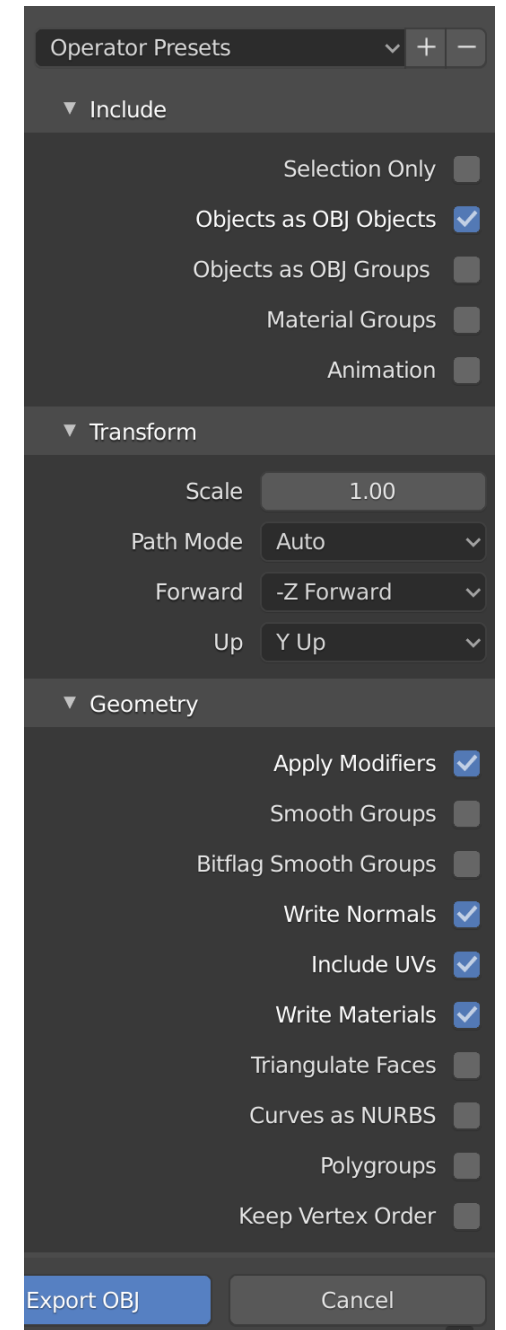 Operator Presets
Include
Selection Only
Objects as OBJ Objects
Objects as OBJ Groups
Material Groups
Animation
Transform
Scale 1.00
Path Mode Auto
Forward -Z Forward
Up Y Up
Geometry
Apply Modifiers
Smooth Groups
Bitflag Smooth Groups
Write Normals
Include UVs
Write Materials
Triangulate Faces
Curves as NURBS
Polygroups
Keep Vertex Order
Export OBJ Cancel